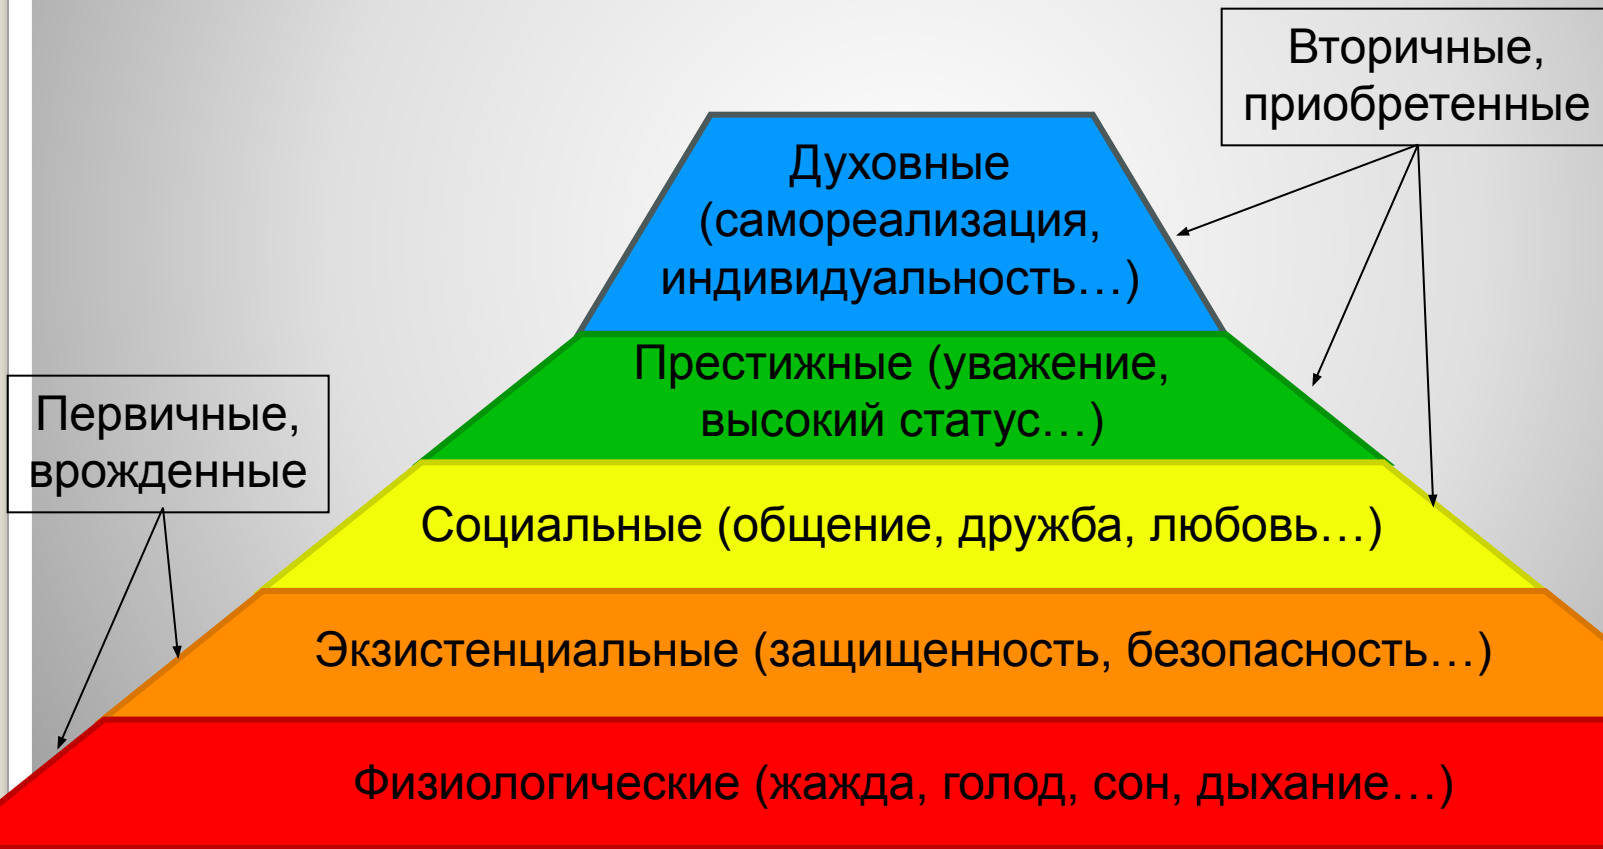 Вторичные,
приобретенные
Духовные
(самореализация,
индивидуальность…)
Престижные (уважение,
высокий статус…)
Первичные,
врожденные
Социальные (общение, дружба, любовь…)
Экзистенциальные (защищенность, безопасность…)
Физиологические (жажда, голод, сон, дыхание…)